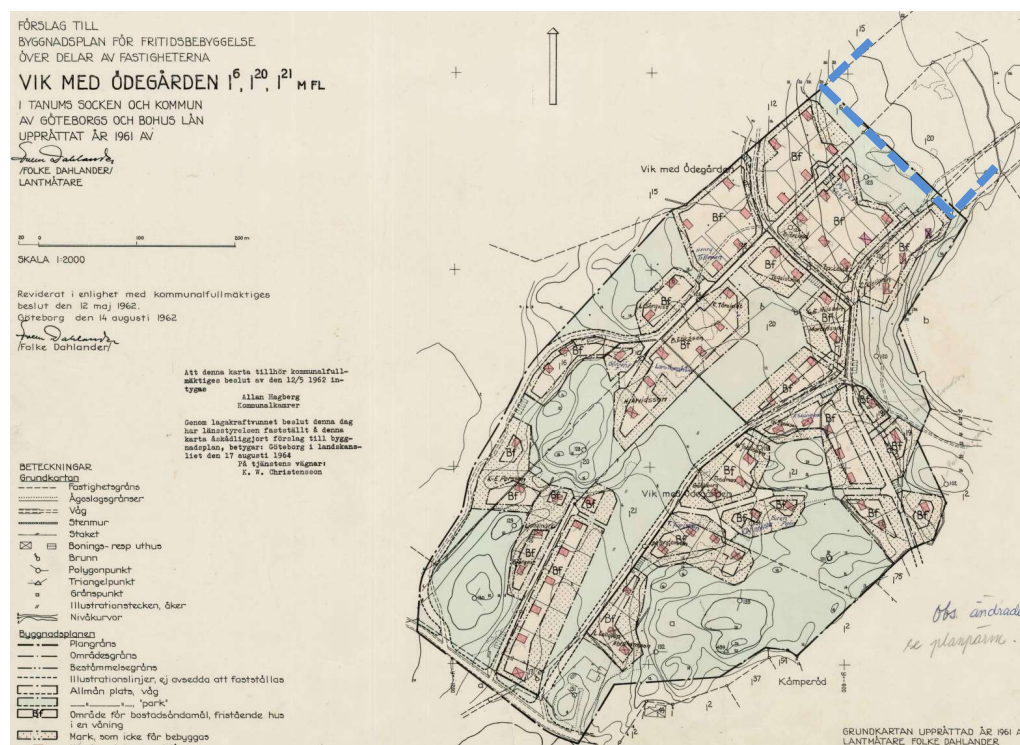 FÖRSLAG TILL
BYGGNADSPLAN FÖR FRITIDSBEBYGGELSE
ÖVER DELAR AV FASTIGHETERNA
VIK MED ÖDEGÅRDEN 1⁶, 1²⁰, 1²¹ M FL
I TANUMS SOCKEN OCH KOMMUN
AV GÖTEBORGS OCH BOHUS LÄN
UPPRÄTTAT ÅR 1961 AV
/FOLKE DAHLANDER/
LANTMÄTARE
20 0 100 200 m
SKALA 1:2000
Reviderat i enlighet med kommunalfullmäktiges
beslut den 12 maj 1962.
Göteborg den 14 augusti 1962
/Folke Dahlander/
Att denna karta tillhör kommunalfull-
mäktiges beslut av den 12/5 1962 in-
tygas
Allan Hagberg
Kommunalkamrer
Genom lagakraftvunnet beslut denna dag
har länsstyrelsen fastställt å denna
karta åskådliggjort förslag till bygg-
nadsplan, betygar: Göteborg i landskans-
liet den 17 augusti 1964
På tjänstens vägnar:
K. W. Christensson
BETECKNINGAR
Grundkartan
Fastighetsgräns
Ägoslagsgränser
Väg
Stenmur
Staket
Bonings- resp uthus
Brunn
Polygonpunkt
Triangelpunkt
Gränspunkt
Illustrationstecken, åker
Nivåkurvor
Byggnadsplanen
Plangräns
Områdesgräns
Bestämmelsegräns
Illustrationslinjer, ej avsedda att fastställas
Allmän plats, väg
"park"
Bf Område för bostadsändamål, fristående hus
i en våning
Mark, som icke får bebyggas
Vik med Ödegården
Vik med Ödegården
Kämperöd
Obs. ändrade
se planpärm.
GRUNDKARTAN UPPRÄTTAD ÅR 1961 A
LANTMÄTARE FOLKE DAHLANDER